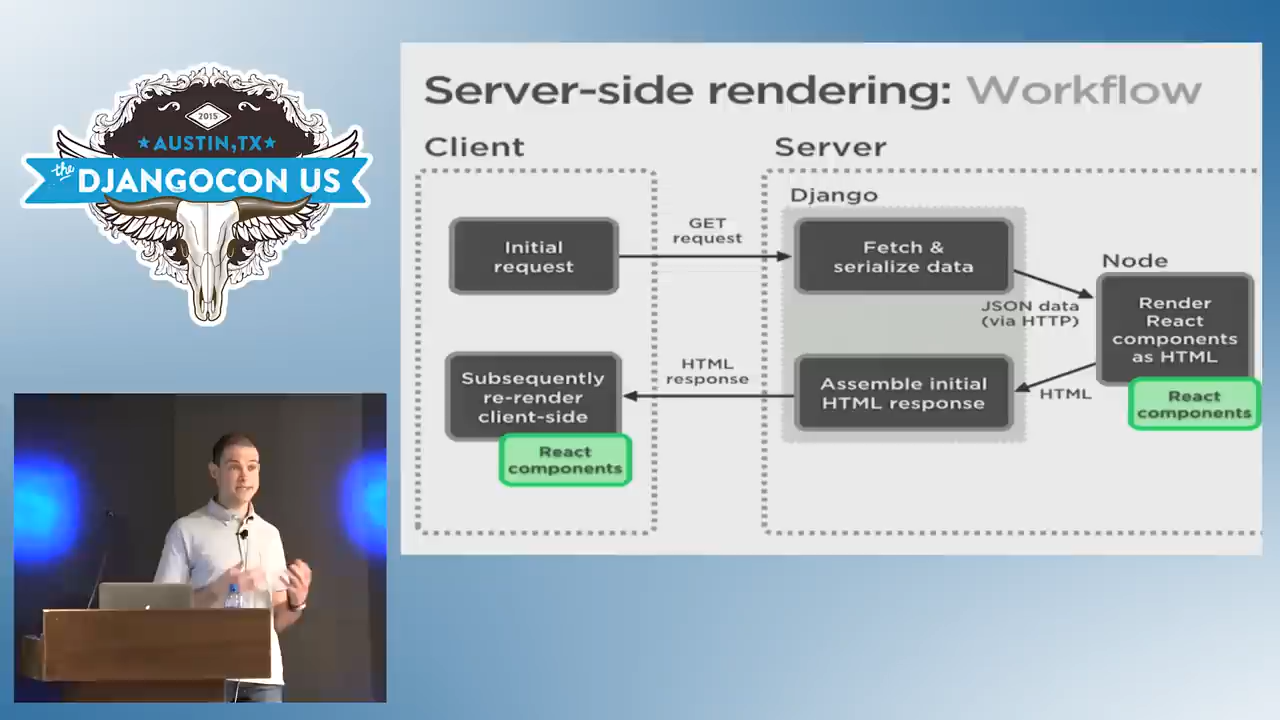 2015
★AUSTIN,TX★
the
DJANGOCON US
Server-side rendering: Workflow
Client
Server
Django
Initial
request
GET
request
Fetch &
serialize data
Node
JSON data
(via HTTP)
Render
React
components
as HTML
React
components
HTML
Assemble initial
HTML response
HTML
response
Subsequently
re-render
client-side
React
components